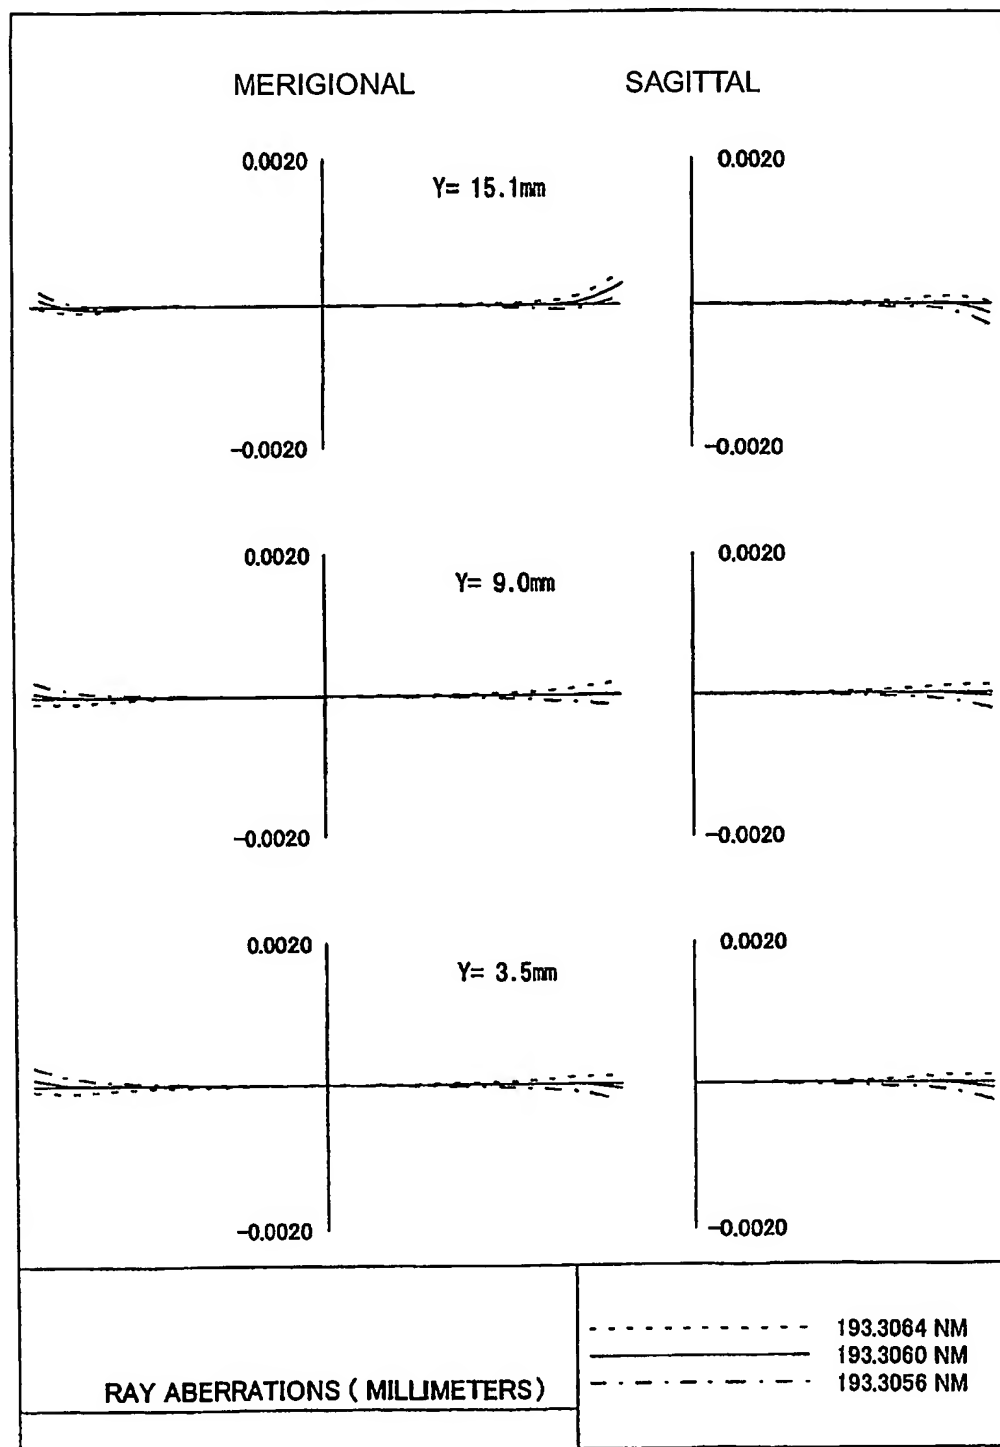 MERIGIONAL SAGITTAL
0.0020 0.0020
Y= 15.1mm
-0.0020 -0.0020
0.0020 0.0020
Y= 9.0mm
-0.0020 -0.0020
0.0020 0.0020
Y= 3.5mm
-0.0020 -0.0020
193.3064 NM
193.3060 NM
193.3056 NM
RAY ABERRATIONS ( MILLIMETERS)